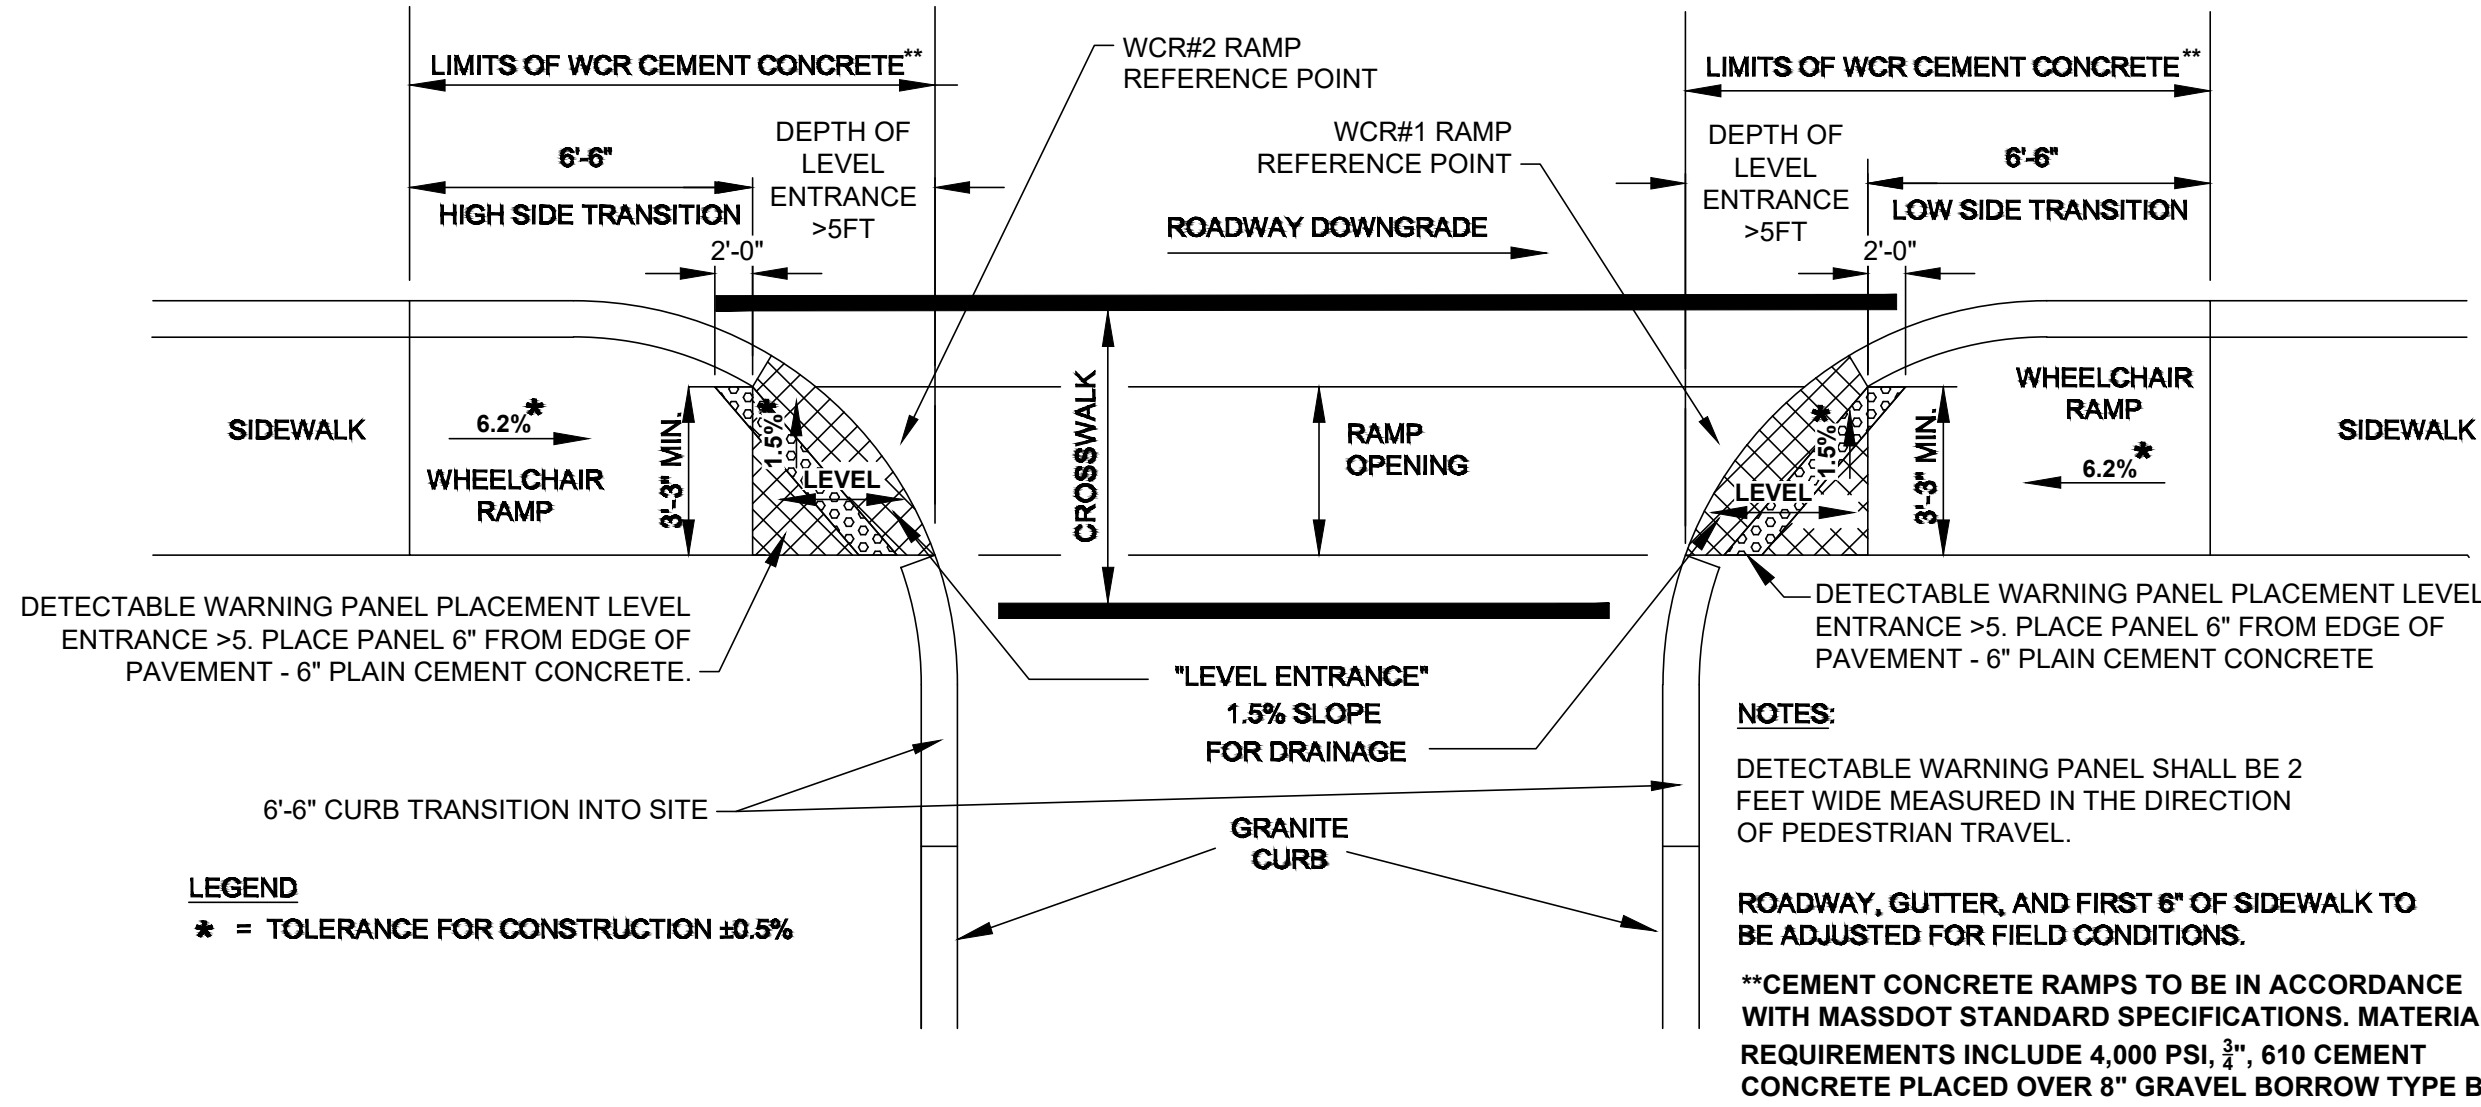 LIMITS OF WCR CEMENT CONCRETE**
WCR#2 RAMP
REFERENCE POINT
LIMITS OF WCR CEMENT CONCRETE**
6'-6"
HIGH SIDE TRANSITION
DEPTH OF
LEVEL
ENTRANCE
>5FT
2'-0"
WCR#1 RAMP
REFERENCE POINT
ROADWAY DOWNGRADE
DEPTH OF
LEVEL
ENTRANCE
>5FT
6'-6"
LOW SIDE TRANSITION
2'-0"
SIDEWALK
6.2%*
WHEELCHAIR
RAMP
3'-3" MIN.
1.5%*
LEVEL
CROSSWALK
RAMP
OPENING
1.5%*
LEVEL
3'-3" MIN.
WHEELCHAIR
RAMP
6.2%*
SIDEWALK
DETECTABLE WARNING PANEL PLACEMENT LEVEL
ENTRANCE >5. PLACE PANEL 6" FROM EDGE OF
PAVEMENT - 6" PLAIN CEMENT CONCRETE.
DETECTABLE WARNING PANEL PLACEMENT LEVEL
ENTRANCE >5. PLACE PANEL 6" FROM EDGE OF
PAVEMENT - 6" PLAIN CEMENT CONCRETE
"LEVEL ENTRANCE"
1.5% SLOPE
FOR DRAINAGE
6'-6" CURB TRANSITION INTO SITE
GRANITE
CURB
LEGEND
* = TOLERANCE FOR CONSTRUCTION ±0.5%
NOTES:
DETECTABLE WARNING PANEL SHALL BE 2
FEET WIDE MEASURED IN THE DIRECTION
OF PEDESTRIAN TRAVEL.
ROADWAY, GUTTER, AND FIRST 6" OF SIDEWALK TO
BE ADJUSTED FOR FIELD CONDITIONS.
**CEMENT CONCRETE RAMPS TO BE IN ACCORDANCE
WITH MASSDOT STANDARD SPECIFICATIONS. MATERIA
REQUIREMENTS INCLUDE 4,000 PSI, 3/4", 610 CEMENT
CONCRETE PLACED OVER 8" GRAVEL BORROW TYPE B